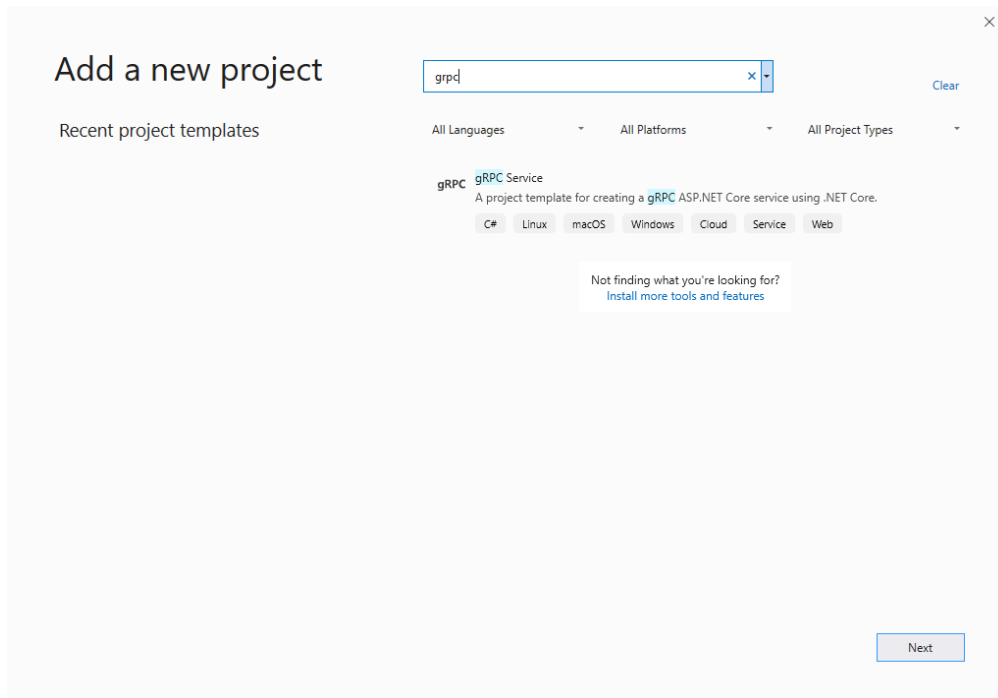 Add a new project
grpc
Clear
Recent project templates
All Languages
All Platforms
All Project Types
gRPC
gRPC Service
A project template for creating a gRPC ASP.NET Core service using .NET Core.
C#
Linux
macOS
Windows
Cloud
Service
Web
Not finding what you're looking for?
Install more tools and features
Next